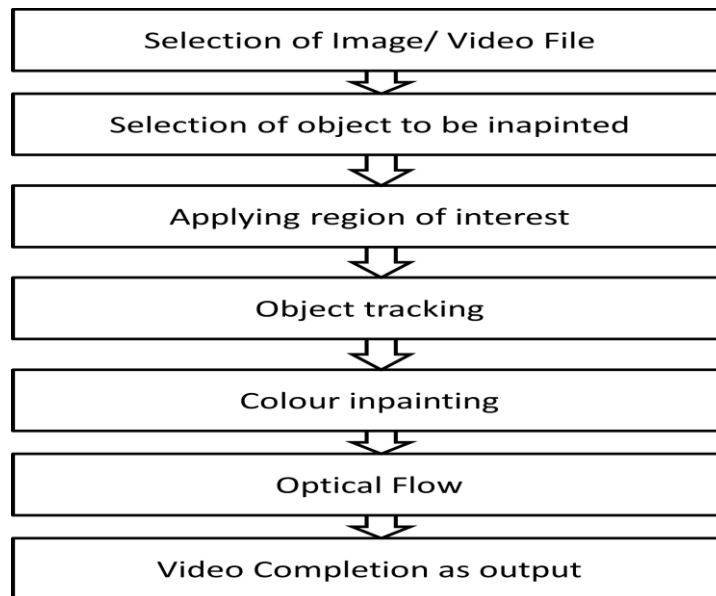 Selection of Image/ Video File
Selection of object to be inapinted
Applying region of interest
Object tracking
Colour inpainting
Optical Flow
Video Completion as output